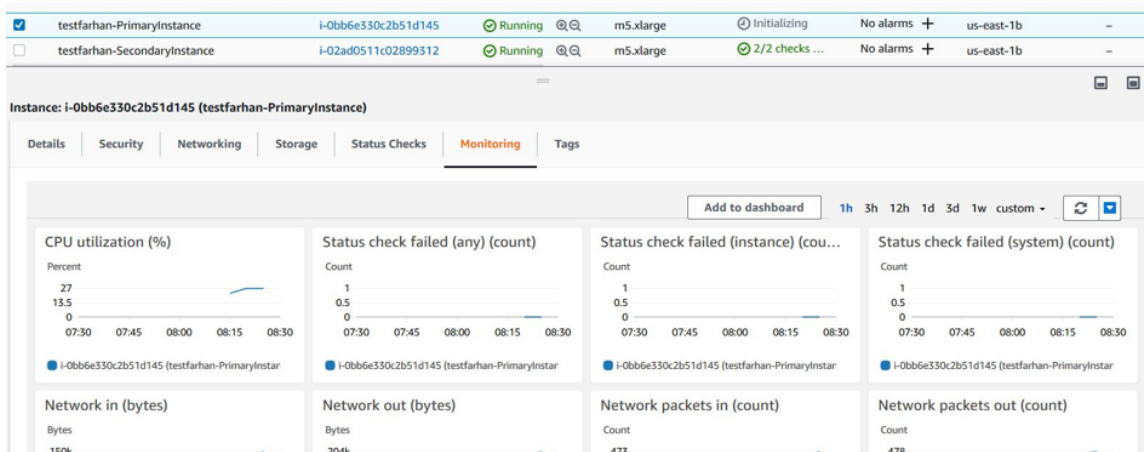 testfarhan-PrimaryInstance i-0bb6e330c2b51d145 Running m5.xlarge Initializing No alarms + us-east-1b –
testfarhan-SecondaryInstance i-02ad0511c02899312 Running m5.xlarge 2/2 checks ... No alarms + us-east-1b –
Instance: i-0bb6e330c2b51d145 (testfarhan-PrimaryInstance)
Details Security Networking Storage Status Checks Monitoring Tags
Add to dashboard 1h 3h 12h 1d 3d 1w custom
CPU utilization (%) Status check failed (any) (count) Status check failed (instance) (cou... Status check failed (system) (count)
Percent Count Count Count
27 1 1 1
13.5 0.5 0.5 0.5
0 0 0 0
07:30 07:45 08:00 08:15 08:30 07:30 07:45 08:00 08:15 08:30 07:30 07:45 08:00 08:15 08:30 07:30 07:45 08:00 08:15 08:30
i-0bb6e330c2b51d145 (testfarhan-PrimaryInstar i-0bb6e330c2b51d145 (testfarhan-PrimaryInstar i-0bb6e330c2b51d145 (testfarhan-PrimaryInstar i-0bb6e330c2b51d145 (testfarhan-PrimaryInstar
Network in (bytes) Network out (bytes) Network packets in (count) Network packets out (count)
Bytes Bytes Count Count
150k 204k 473 478